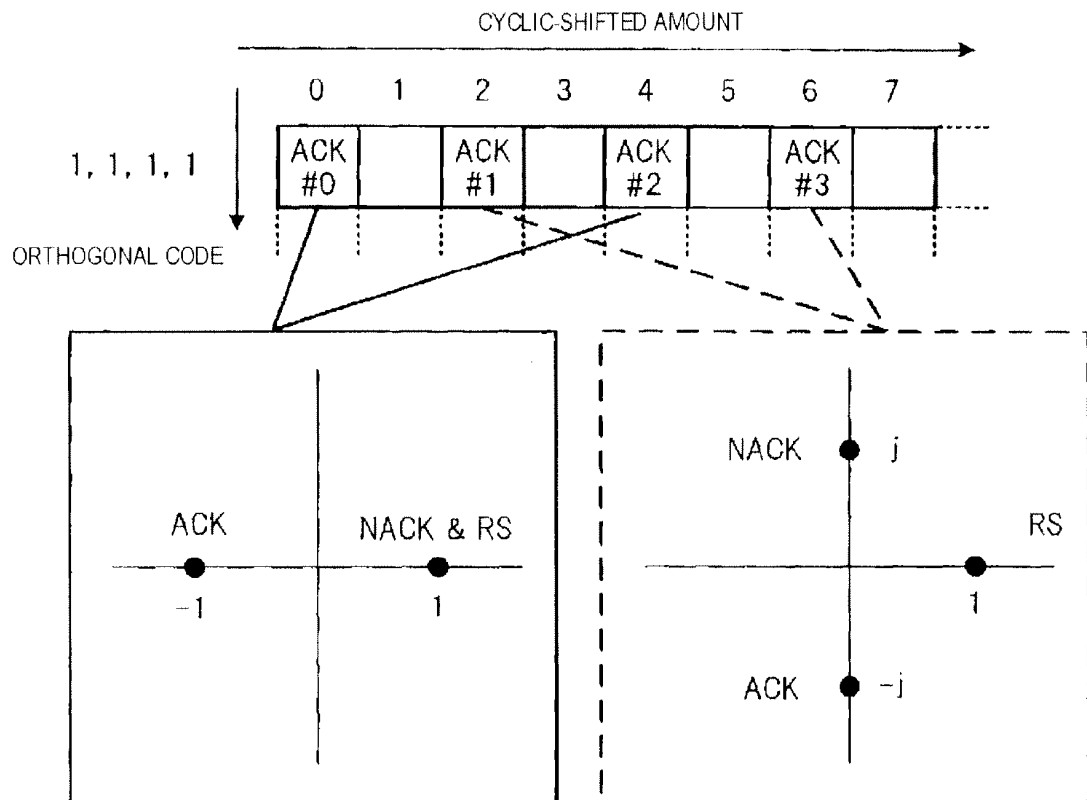 CYCLIC-SHIFTED AMOUNT
0 1 2 3 4 5 6 7
1, 1, 1, 1
ACK #0
ACK #1
ACK #2
ACK #3
ORTHOGONAL CODE
ACK
-1
NACK & RS
1
NACK
j
RS
1
ACK
-j